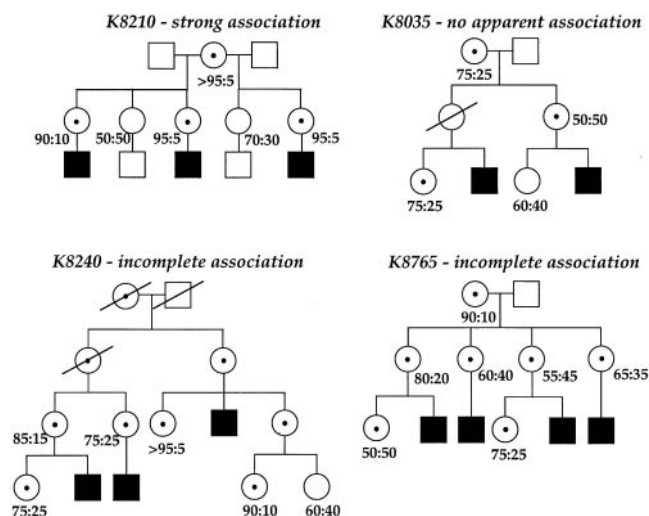 K8210 - strong association
>95:5
90:10 50:50 95:5 70:30 95:5
K8035 - no apparent association
75:25
50:50
75:25
60:40
K8240 - incomplete association
85:15 75:25 >95:5
75:25 90:10 60:40
K8765 - incomplete association
90:10
80:20 60:40 55:45 65:35
50:50 75:25